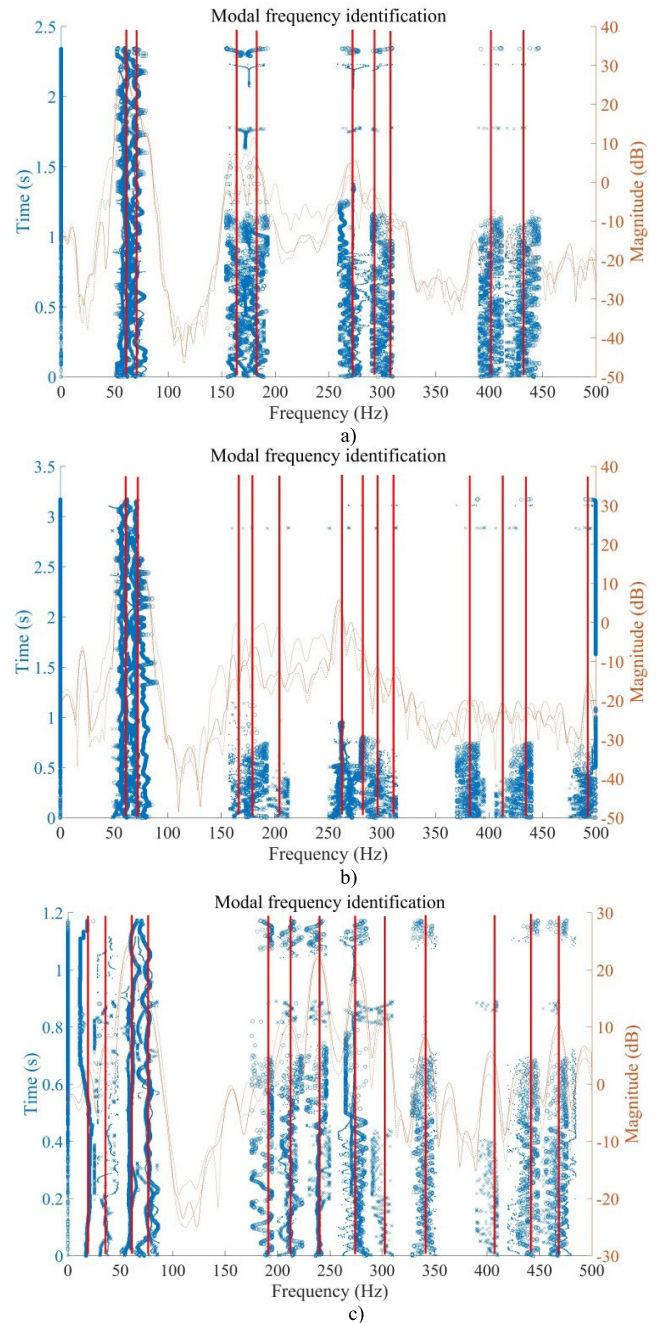 Modal frequency identification
2.5
2
1.5
1
0.5
0
Time (s)
40
30
20
10
0
-10
-20
-30
-40
-50
Magnitude (dB)
0 50 100 150 200 250 300 350 400 450 500
Frequency (Hz)
a)
Modal frequency identification
3.5
3
2.5
2
1.5
1
0.5
0
Time (s)
40
30
20
10
0
-10
-20
-30
-40
-50
Magnitude (dB)
0 50 100 150 200 250 300 350 400 450 500
Frequency (Hz)
b)
Modal frequency identification
1.2
1
0.8
0.6
0.4
0.2
0
Time (s)
30
20
10
0
-10
-20
-30
Magnitude (dB)
0 50 100 150 200 250 300 350 400 450 500
Frequency (Hz)
c)